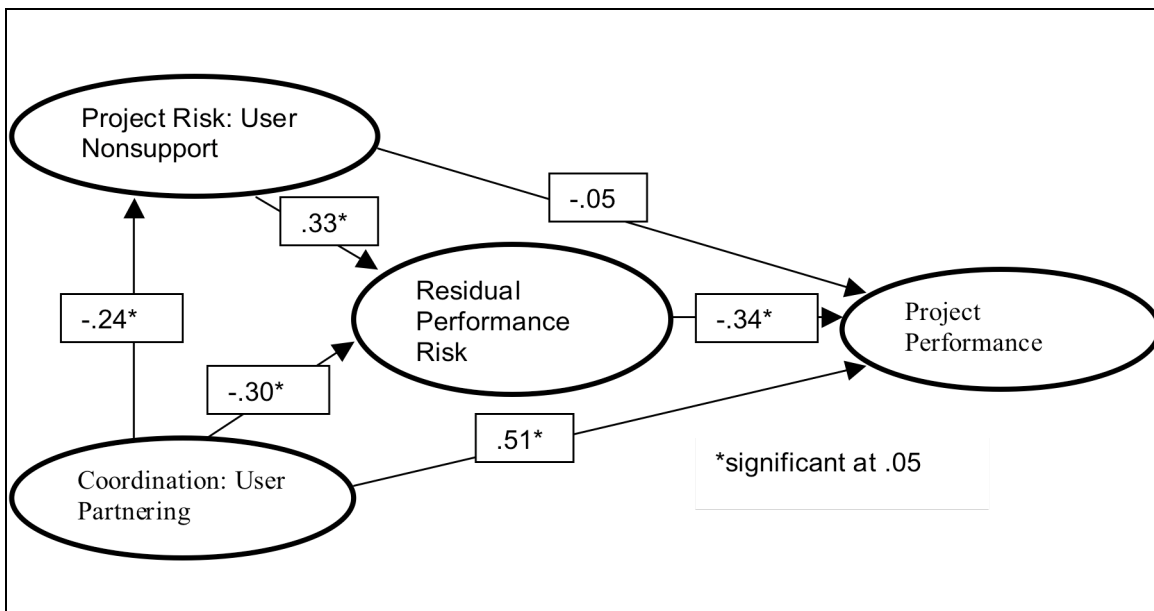 Project Risk: User
Nonsupport
-.05
.33*
Residual
Performance
Risk
-.24*
-.34*
Project
Performance
-.30*
.51*
Coordination: User
Partnering
*significant at .05